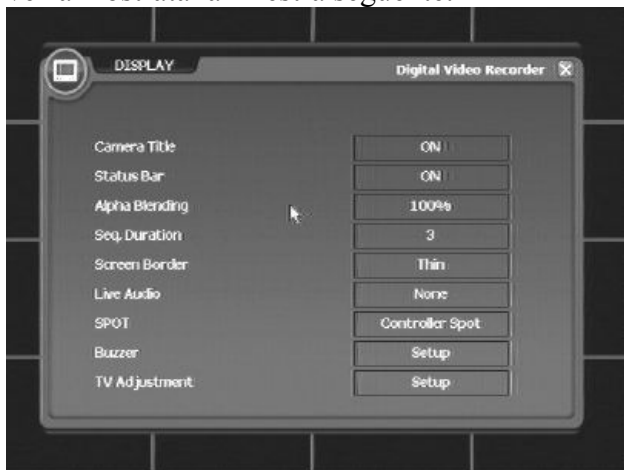 DISPLAY Digital Video Recorder
Camera Title ON
Status Bar ON
Alpha Blending 100%
Seq. Duration 3
Screen Border Thin
Live Audio None
SPOT Controller Spot
Buzzer Setup
TV Adjustment Setup